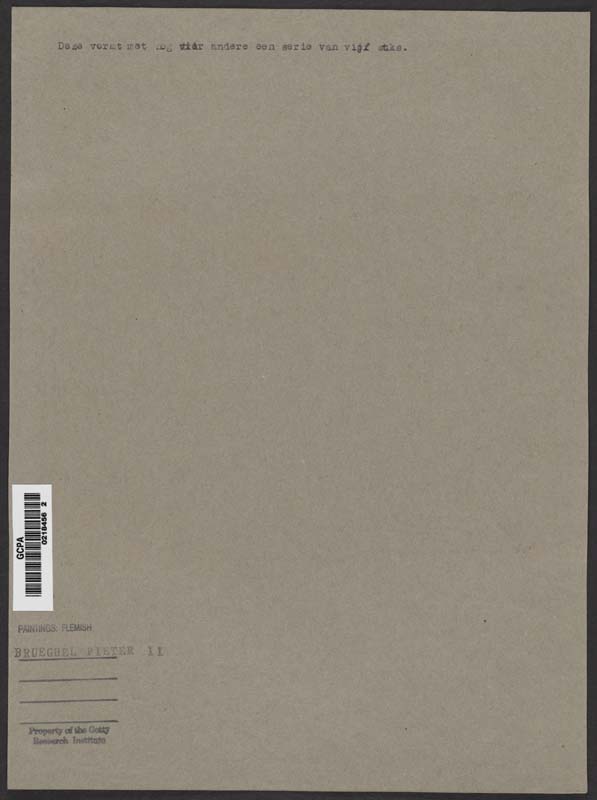 Deze vormt met nog vier andere een serie van vijf stks.
GCPA
0218456 2
PAINTINGS: FLEMISH
BRUEGHEL PIETER II
Property of the Getty
Research Institute